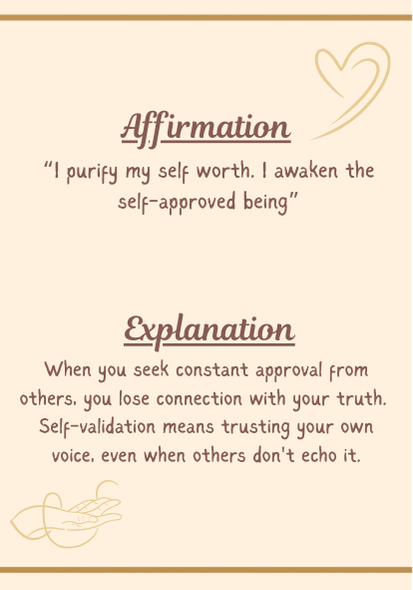 Affirmation
“I purify my self worth. I awaken the
self-approved being”
Explanation
When you seek constant approval from
others, you lose connection with your truth.
Self-validation means trusting your own
voice, even when others don't echo it.